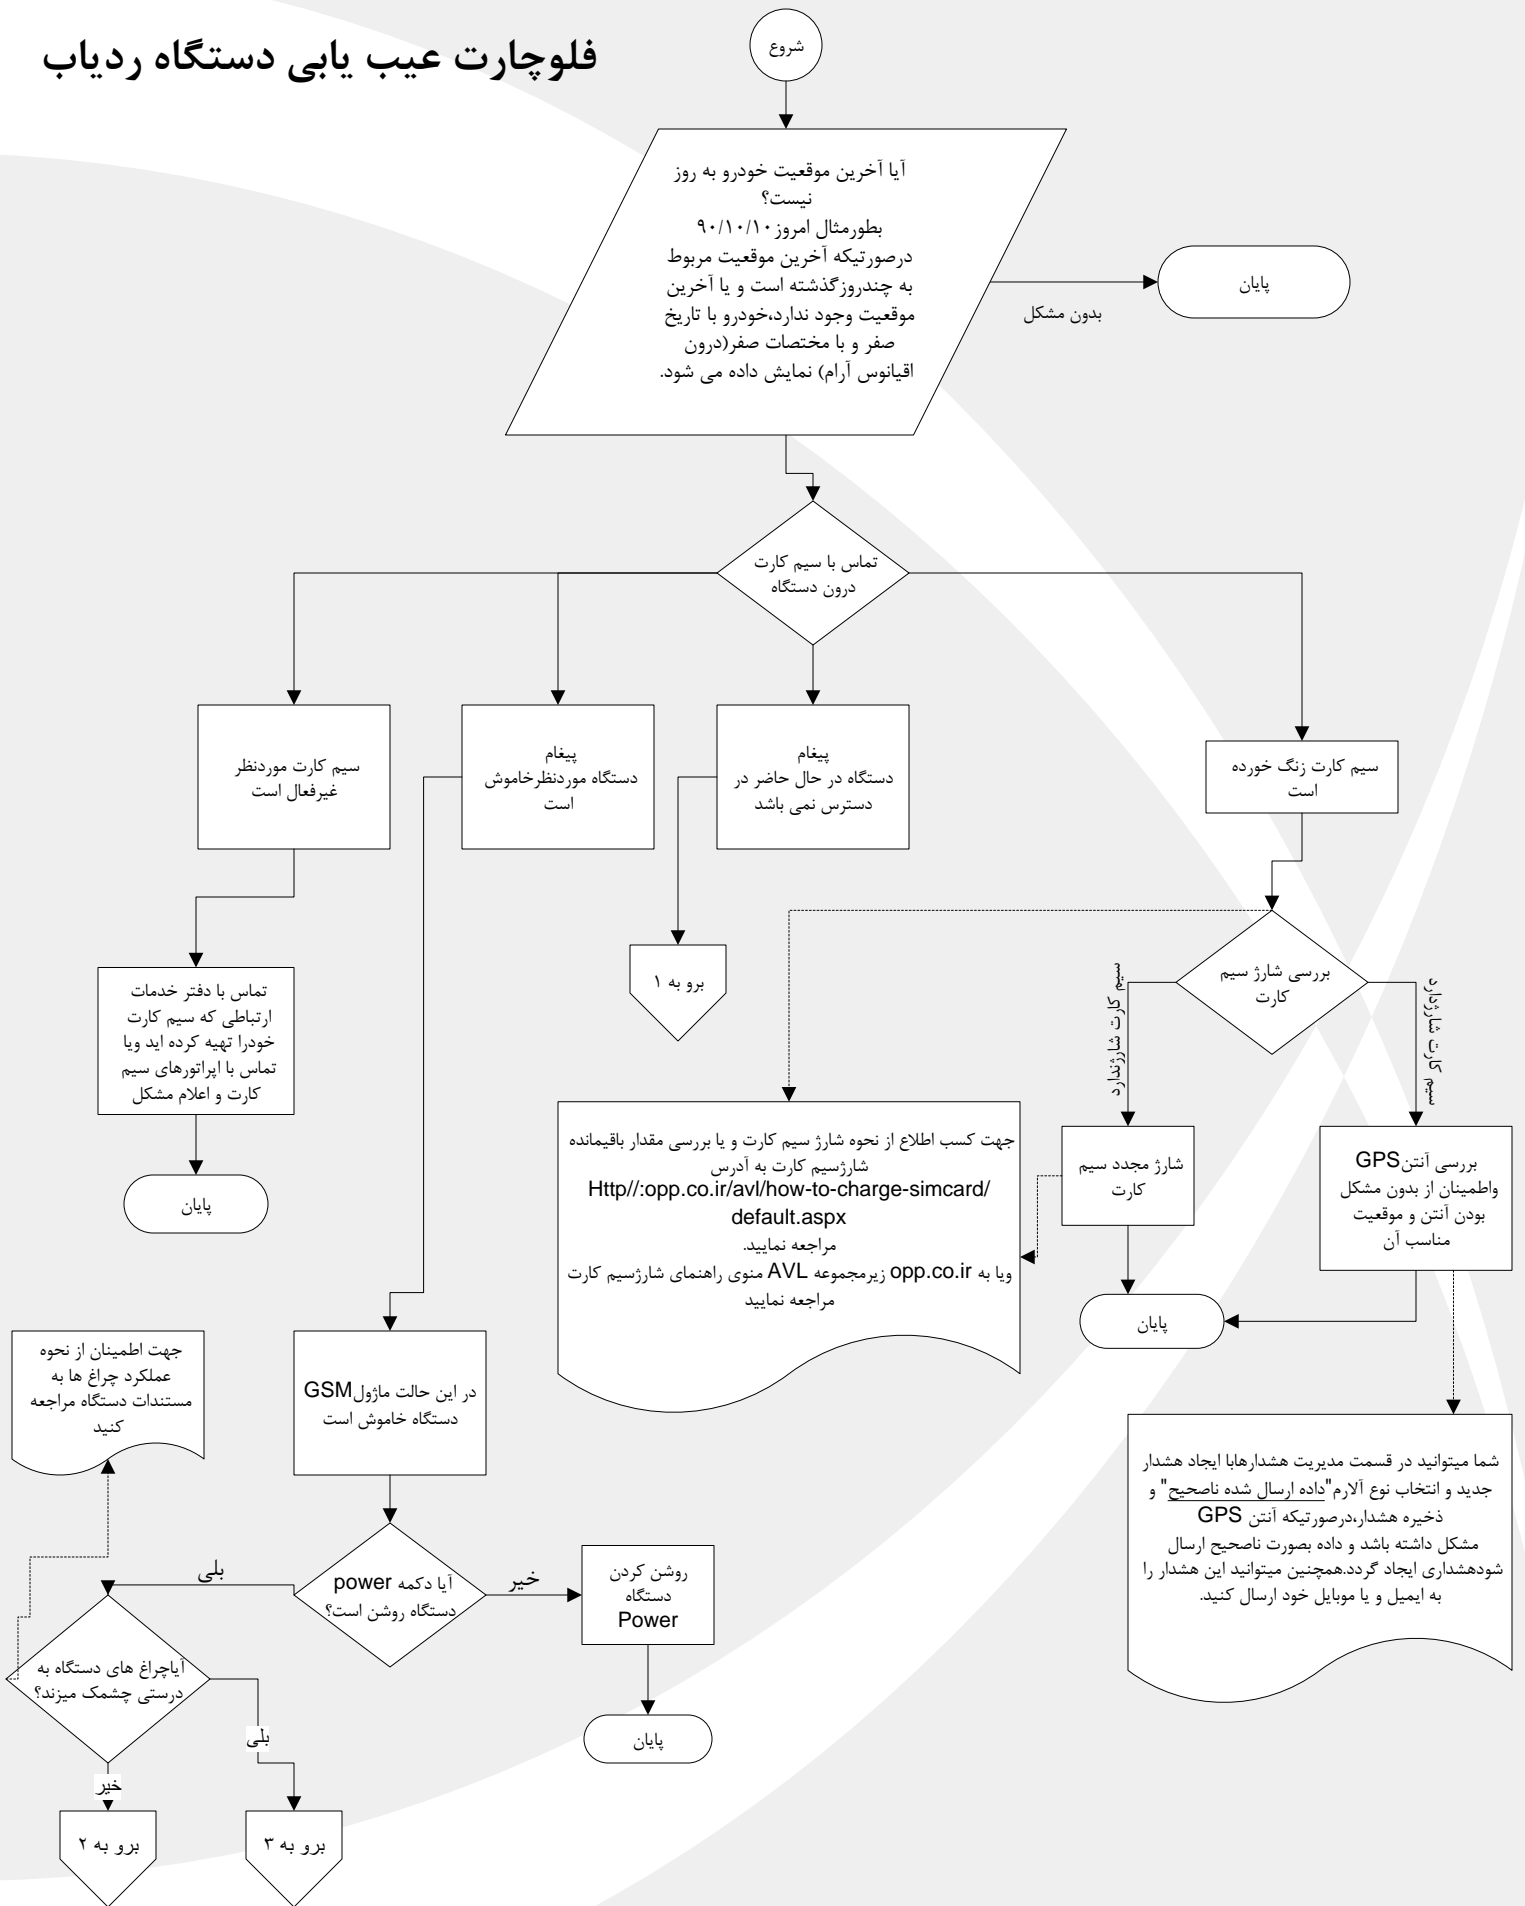 فلوچارت عیب یابی دستگاه ردیاب
شروع
آیا آخرین موقعیت خودرو به روز
نیست؟
بطورمثال امروز ۹۰/۱۰/۱۰
درصورتیکه آخرین موقعیت مربوط
به چندروزگذشته است و یا آخرین
موقعیت وجود ندارد،خودرو با تاریخ
صفر و با مختصات صفر(درون
اقیانوس آرام) نمایش داده می شود.
بدون مشکل
پایان
تماس با سیم کارت
درون دستگاه
سیم کارت زنگ خورده
است
پیغام
دستگاه در حال حاضر در
دسترس نمی باشد
پیغام
دستگاه موردنظرخاموش
است
سیم کارت موردنظر
غیرفعال است
تماس با دفتر خدمات
ارتباطی که سیم کارت
خودرا تهیه کرده اید ویا
تماس با اپراتورهای سیم
کارت و اعلام مشکل
پایان
برو به ۱
بررسی شارژ سیم
کارت
سیم کارت شارژدارد
سیم کارت شارژندارد
بررسی آنتنGPS
واطمینان از بدون مشکل
بودن آنتن و موقعیت
مناسب آن
شارژ مجدد سیم
کارت
پایان
جهت کسب اطلاع از نحوه شارژ سیم کارت و یا بررسی مقدار باقیمانده
شارژسیم کارت به آدرس
Http//:opp.co.ir/avl/how-to-charge-simcard/
default.aspx
مراجعه نمایید.
ویا به opp.co.ir زیرمجموعه AVL منوی راهنمای شارژسیم کارت
مراجعه نمایید
شما میتوانید در قسمت مدیریت هشدارهابا ایجاد هشدار
جدید و انتخاب نوع آلارم"داده ارسال شده ناصحیح" و
ذخیره هشدار،درصورتیکه آنتن GPS
مشکل داشته باشد و داده بصورت ناصحیح ارسال
شودهشداری ایجاد گردد.همچنین میتوانید این هشدار را
به ایمیل و یا موبایل خود ارسال کنید.
در این حالت ماژولGSM
دستگاه خاموش است
آیا دکمه power
دستگاه روشن است؟
خیر
روشن کردن
دستگاه
Power
پایان
بلی
جهت اطمینان از نحوه
عملکرد چراغ ها به
مستندات دستگاه مراجعه
کنید
آیاچراغ های دستگاه به
درستی چشمک میزند؟
بلی
خیر
برو به ۳
برو به ۲